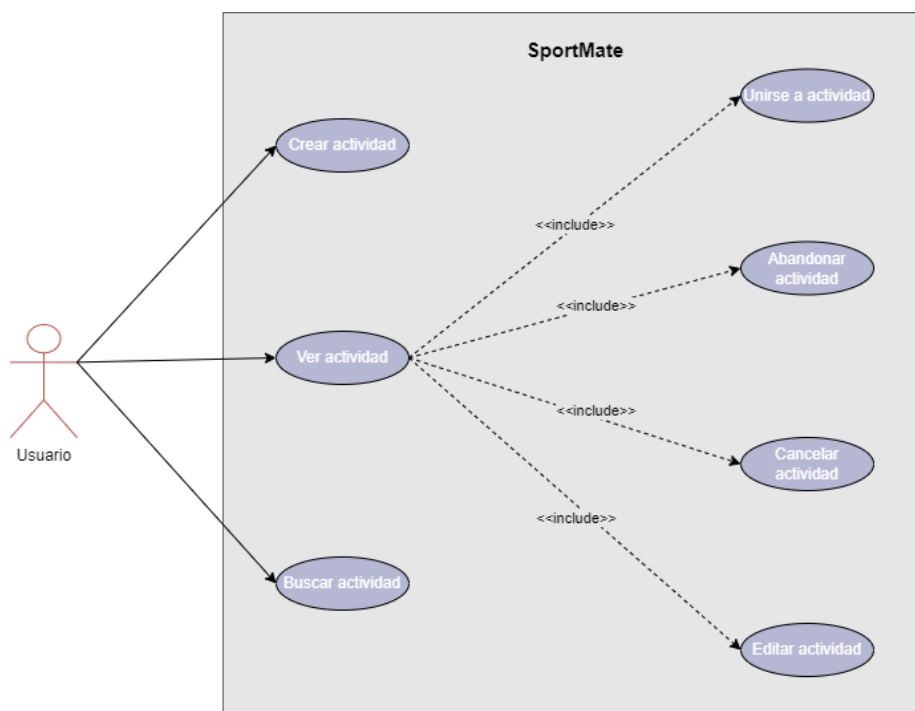 SportMate
Unirse a actividad
Crear actividad
<<include>>
Abandonar
actividad
<<include>>
Ver actividad
<<include>>
Usuario
Cancelar
actividad
<<include>>
Buscar actividad
Editar actividad